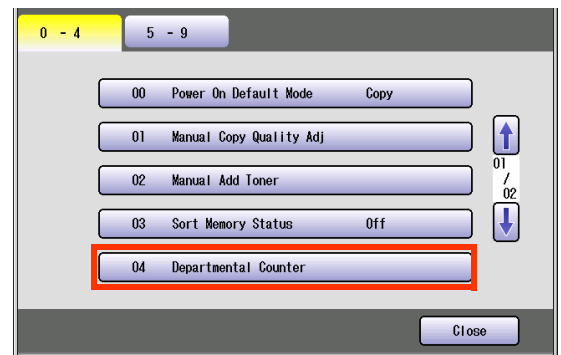 0 - 4
5 - 9
00 Power On Default Mode Copy
01 Manual Copy Quality Adj
02 Manual Add Toner
03 Sort Memory Status Off
04 Departmental Counter
01
/
02
Close